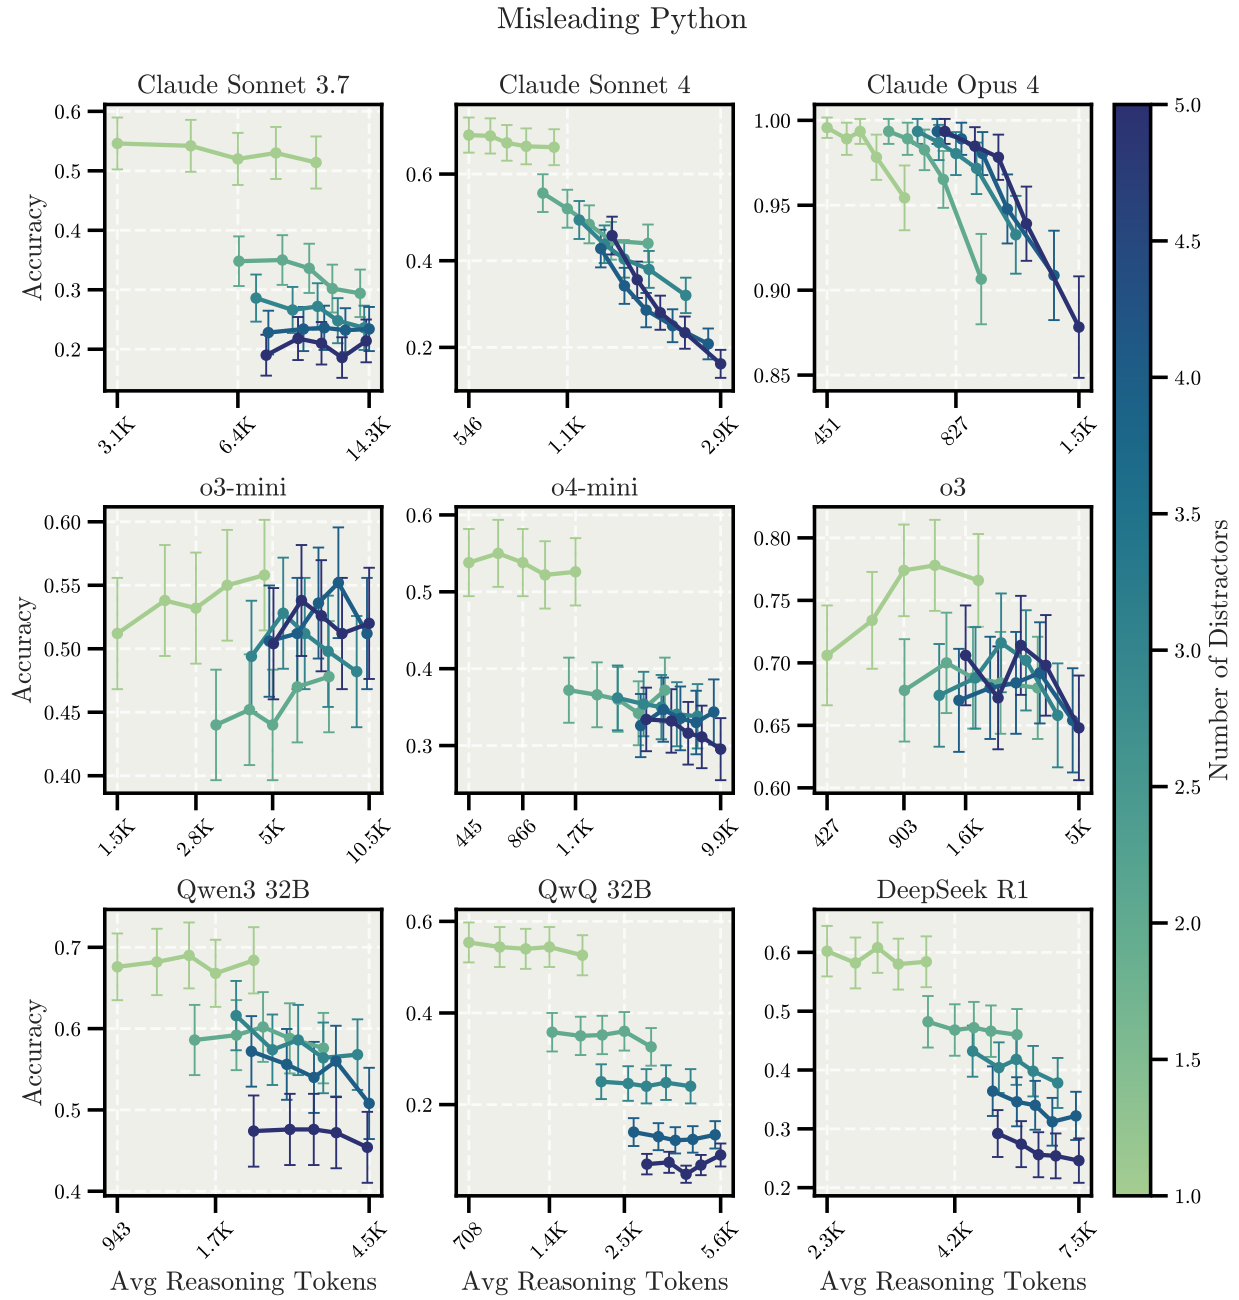 Misleading Python
Claude Sonnet 3.7
Claude Sonnet 4
Claude Opus 4
Accuracy
0.6
0.5
0.4
0.3
0.2
3.1K
6.4K
14.3K
0.6
0.4
0.2
546
1.1K
2.9K
1.00
0.95
0.90
0.85
451
827
1.5K
o3-mini
o4-mini
o3
Accuracy
0.60
0.55
0.50
0.45
0.40
1.5K
2.8K
5K
10.5K
0.6
0.5
0.4
0.3
445
866
1.7K
9.9K
0.80
0.75
0.70
0.65
0.60
427
903
1.6K
5K
Qwen3 32B
QwQ 32B
DeepSeek R1
Accuracy
0.7
0.6
0.5
0.4
943
1.7K
4.5K
Avg Reasoning Tokens
0.6
0.4
0.2
708
1.4K
2.5K
5.6K
Avg Reasoning Tokens
0.6
0.5
0.4
0.3
0.2
2.3K
4.2K
7.5K
Avg Reasoning Tokens
5.0
4.5
4.0
3.5
3.0
2.5
2.0
1.5
1.0
Number of Distractors